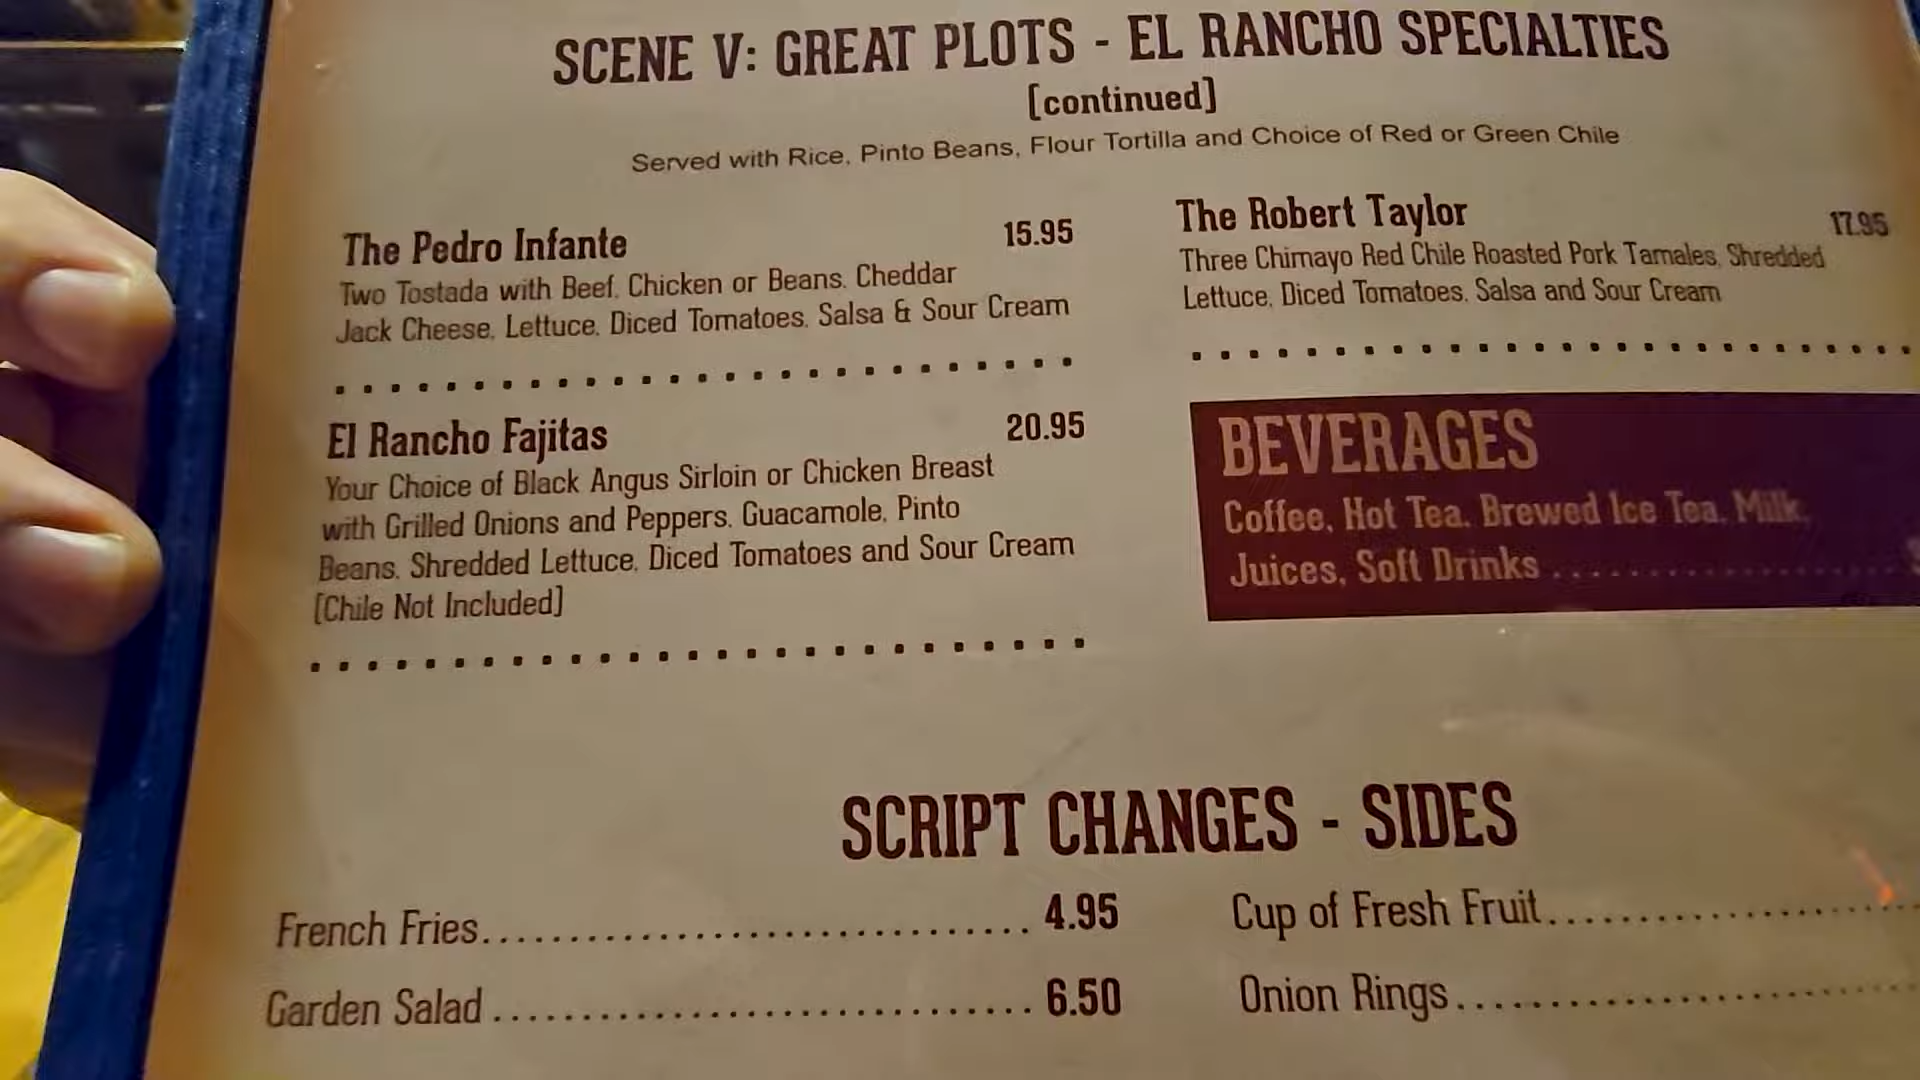 SCENE V: GREAT PLOTS - EL RANCHO SPECIALTIES
[continued]
Served with Rice, Pinto Beans, Flour Tortilla and Choice of Red or Green Chile
The Pedro Infante 15.95
Two Tostada with Beef, Chicken or Beans, Cheddar
Jack Cheese, Lettuce, Diced Tomatoes, Salsa & Sour Cream
El Rancho Fajitas 20.95
Your Choice of Black Angus Sirloin or Chicken Breast
with Grilled Onions and Peppers, Guacamole, Pinto
Beans, Shredded Lettuce, Diced Tomatoes and Sour Cream
[Chile Not Included]
The Robert Taylor 17.95
Three Chimayo Red Chile Roasted Pork Tamales, Shredded
Lettuce, Diced Tomatoes, Salsa and Sour Cream
BEVERAGES
Coffee, Hot Tea, Brewed Ice Tea, Milk,
Juices, Soft Drinks
SCRIPT CHANGES - SIDES
French Fries 4.95
Garden Salad 6.50
Cup of Fresh Fruit
Onion Rings